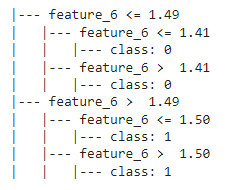 |--- feature_6 <= 1.49
|   |--- feature_6 <= 1.41
|   |   |--- class: 0
|   |--- feature_6 >  1.41
|   |   |--- class: 0
|--- feature_6 >  1.49
|   |--- feature_6 <= 1.50
|   |   |--- class: 1
|   |--- feature_6 >  1.50
|   |   |--- class: 1